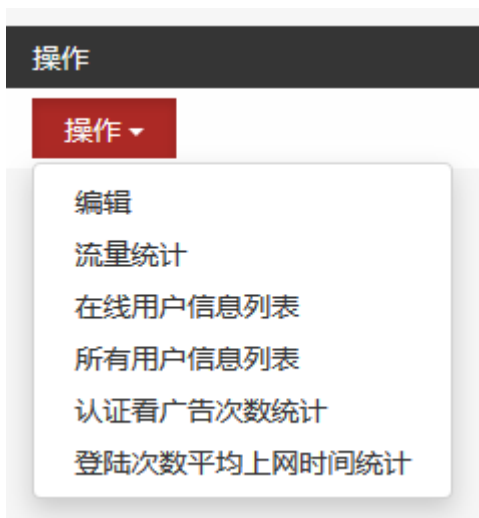 操作
操作
编辑
流量统计
在线用户信息列表
所有用户信息列表
认证看广告次数统计
登陆次数平均上网时间统计